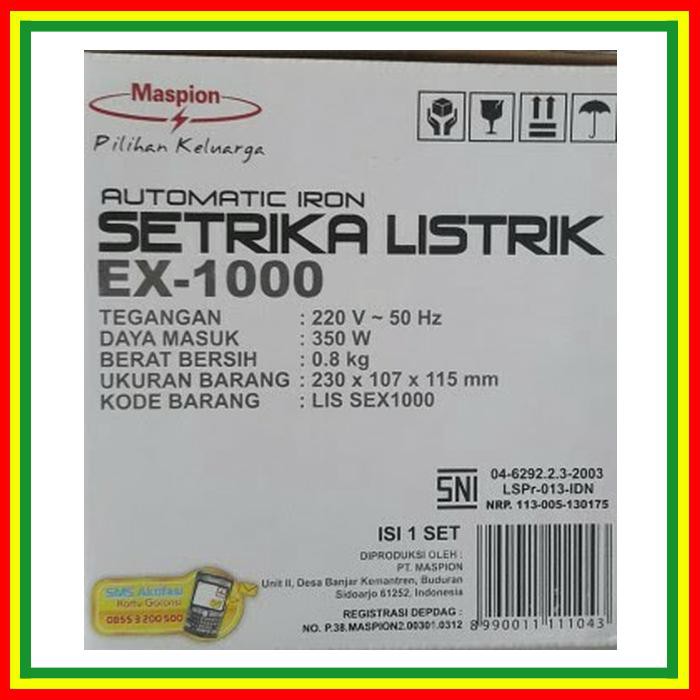 Maspion
Pilihan Keluarga
AUTOMATIC IRON
SETRIKA LISTRIK
EX-1000
TEGANGAN : 220 V ~ 50 Hz
DAYA MASUK : 350 W
BERAT BERSIH : 0.8 kg
UKURAN BARANG : 230 x 107 x 115 mm
KODE BARANG : LIS SEX1000
SNI
04-6292.2.3-2003
LSPr-013-IDN
NRP. 113-005-130175
ISI 1 SET
DIPRODUKSI OLEH :
PT. MASPION
Unit II, Desa Banjar Kemantren, Buduran
Sidoarjo 61252, Indonesia
REGISTRASI DEPDAG :
NO. P.38.MASPION2.00301.0312
8 990011 111043
SMS Aktifasi
Kartu Garansi
0855 3 200 500